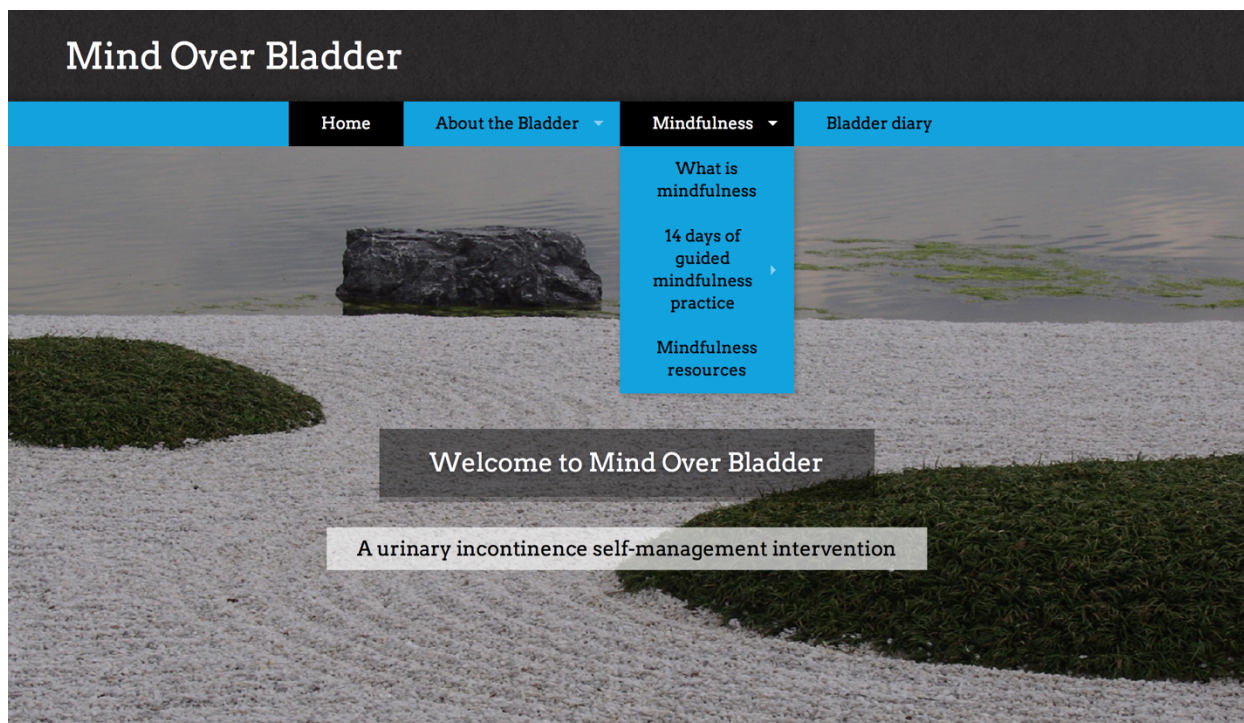 Mind Over Bladder
Home About the Bladder Mindfulness Bladder diary
What is
mindfulness
14 days of
guided
mindfulness
practice
Mindfulness
resources
Welcome to Mind Over Bladder
A urinary incontinence self-management intervention